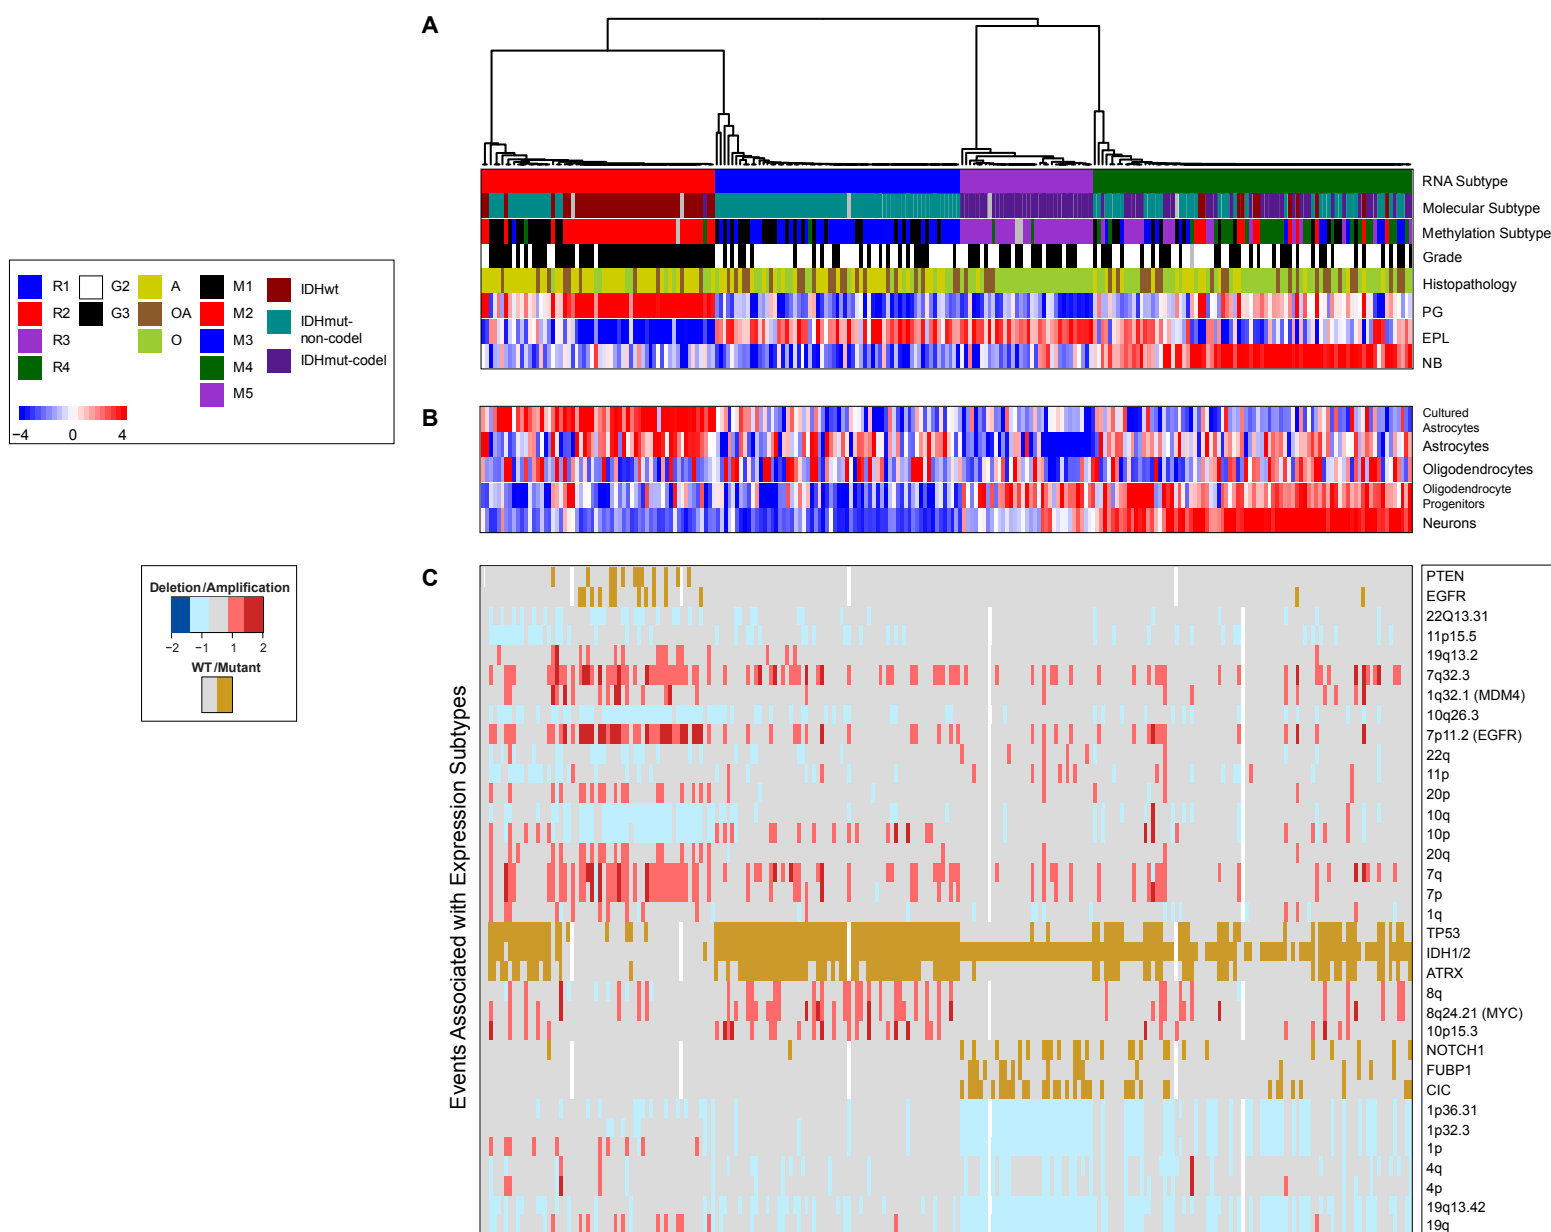 A
RNA Subtype
Molecular Subtype
Methylation Subtype
Grade
Histopathology
PG
EPL
NB
R1
R2
R3
R4
G2
G3
A
OA
O
M1
M2
M3
M4
M5
IDHwt
IDHmut-
non-codel
IDHmut-codel
−4 0 4
B
Cultured
Astrocytes
Astrocytes
Oligodendrocytes
Oligodendrocyte
Progenitors
Neurons
Deletion/Amplification
−2 −1 1 2
WT/Mutant
C
Events Associated with Expression Subtypes
PTEN
EGFR
22Q13.31
11p15.5
19q13.2
7q32.3
1q32.1 (MDM4)
10q26.3
7p11.2 (EGFR)
22q
11p
20p
10q
10p
20q
7q
7p
1q
TP53
IDH1/2
ATRX
8q
8q24.21 (MYC)
10p15.3
NOTCH1
FUBP1
CIC
1p36.31
1p32.3
1p
4q
4p
19q13.42
19q